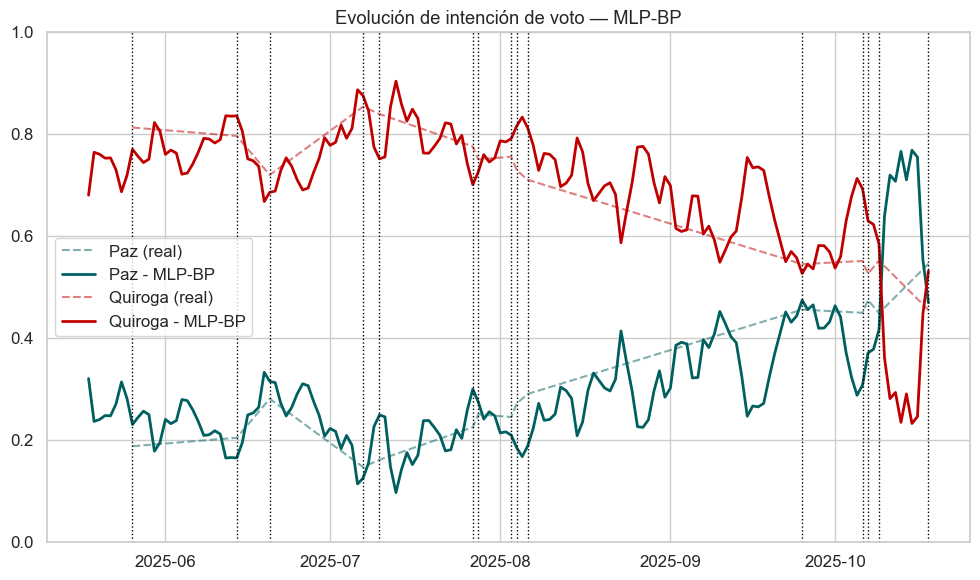 Evolución de intención de voto — MLP-BP
1.0
0.8
0.6
0.4
0.2
0.0
Paz (real)
Paz - MLP-BP
Quiroga (real)
Quiroga - MLP-BP
2025-06
2025-07
2025-08
2025-09
2025-10